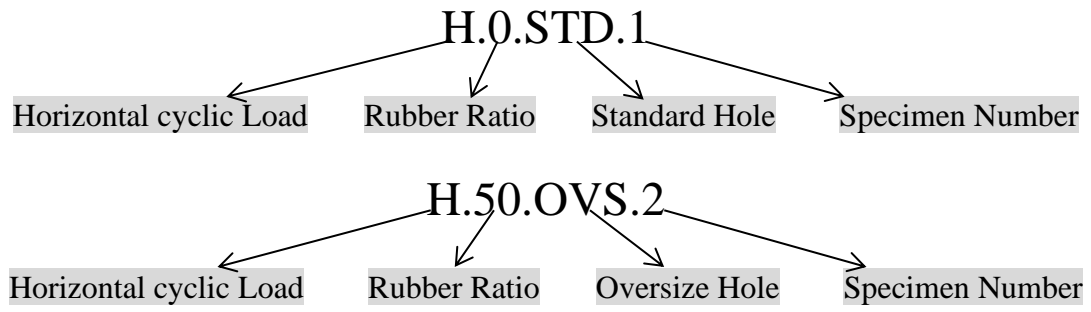 H.0.STD.1
Horizontal cyclic Load Rubber Ratio Standard Hole Specimen Number
H.50.OVS.2
Horizontal cyclic Load Rubber Ratio Oversize Hole Specimen Number